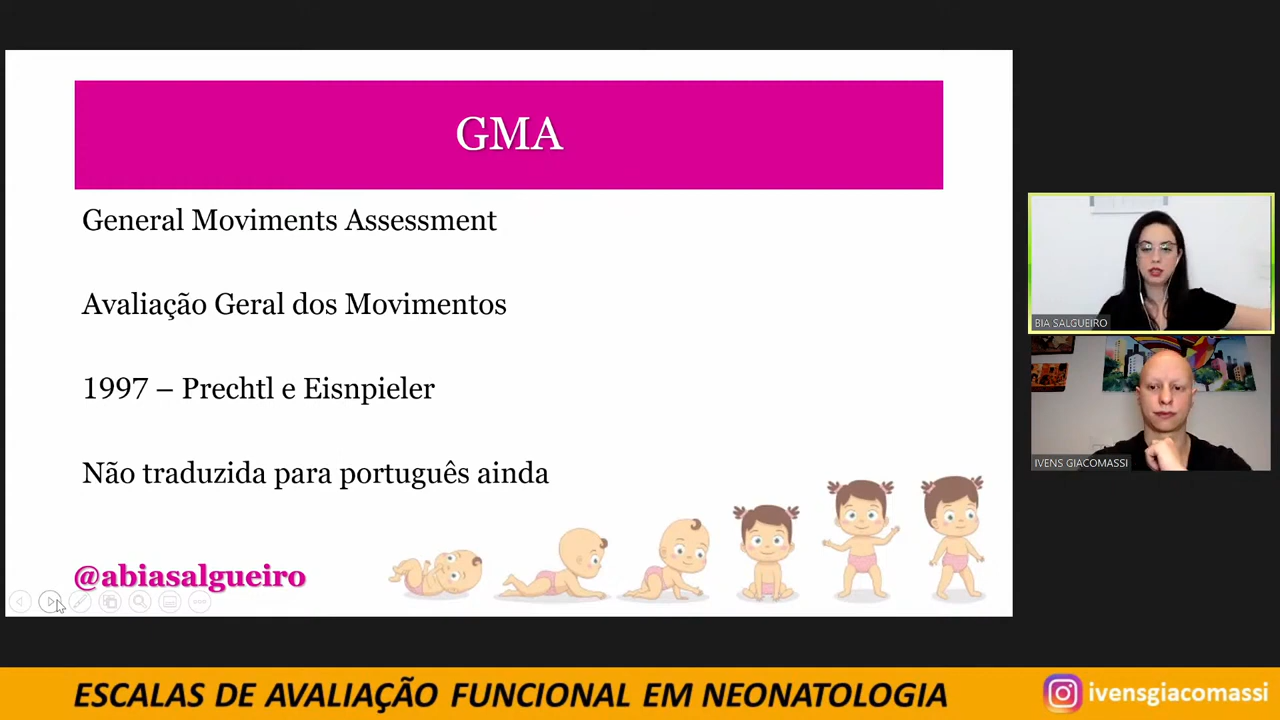 GMA
General Moviments Assessment
Avaliação Geral dos Movimentos
1997 – Prechtl e Eisnpieler
Não traduzida para português ainda
@abiasalgueiro
BIA SALGUEIRO
IVENS GIACOMASSI
ESCALAS DE AVALIAÇÃO FUNCIONAL EM NEONATOLOGIA
ivensgiacomassi